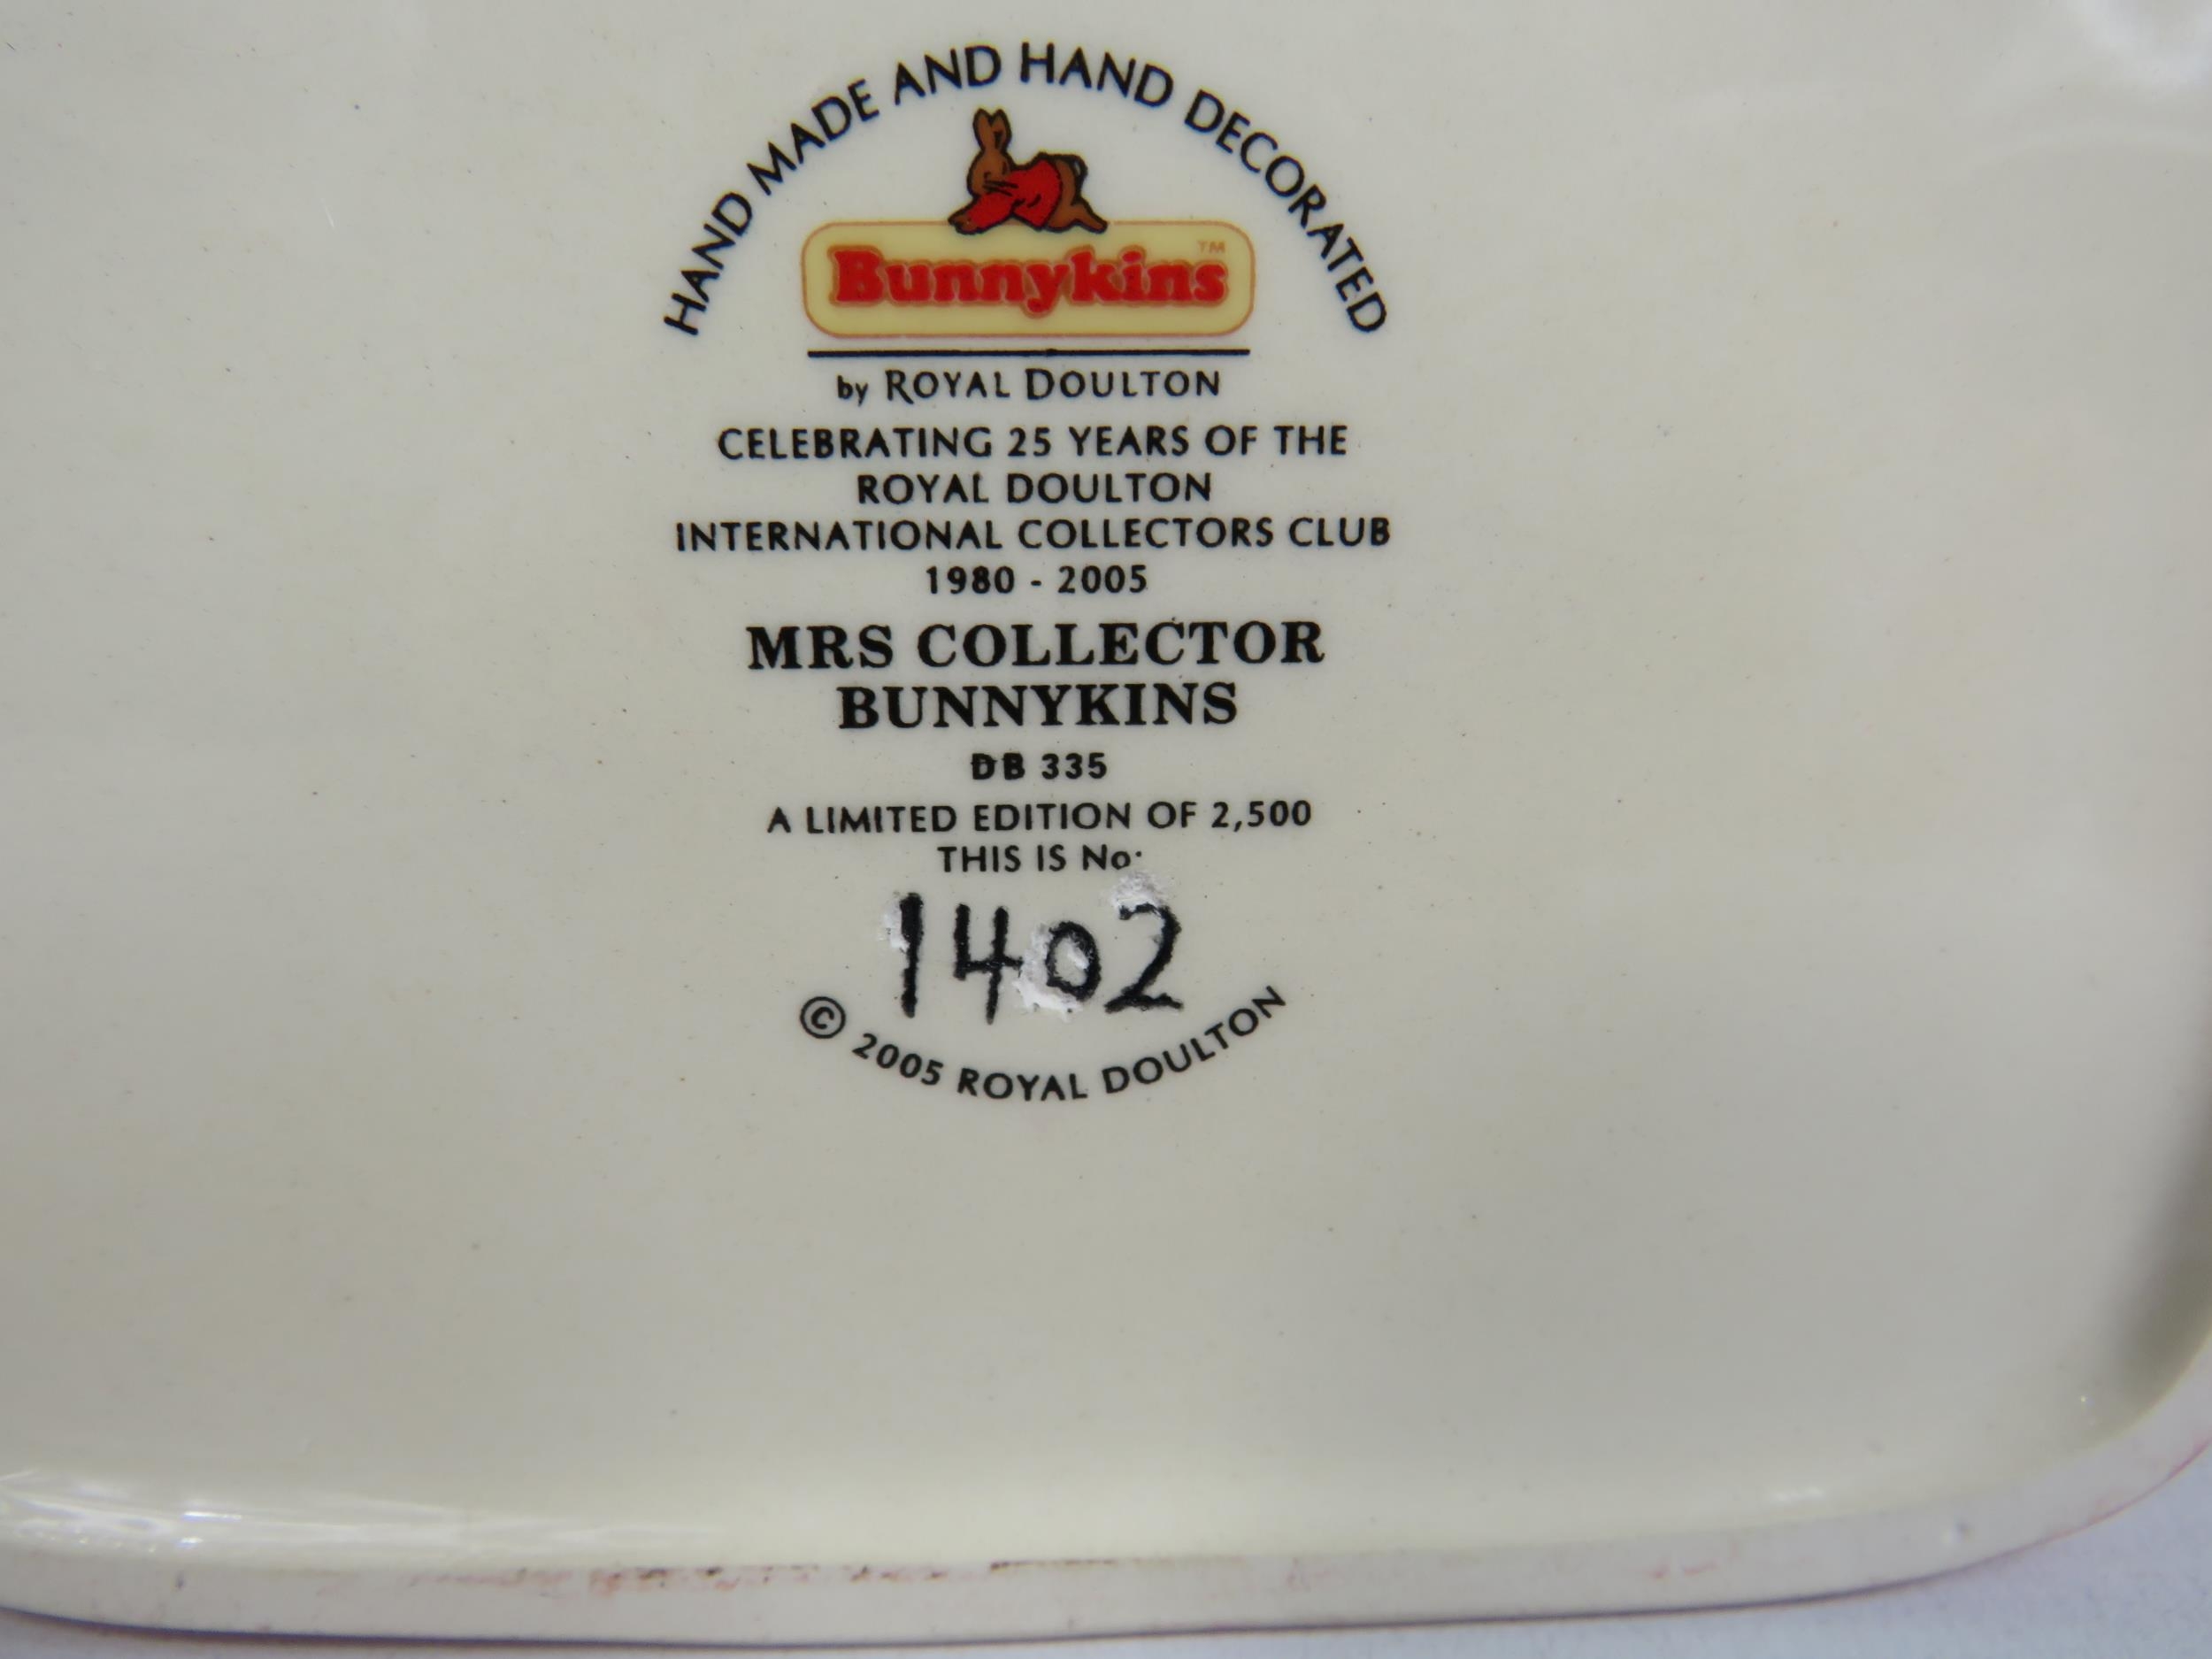 HAND MADE AND HAND DECORATED
Bunnykins™
by ROYAL DOULTON
CELEBRATING 25 YEARS OF THE
ROYAL DOULTON
INTERNATIONAL COLLECTORS CLUB
1980 - 2005
MRS COLLECTOR
BUNNYKINS
DB 335
A LIMITED EDITION OF 2,500
THIS IS No.
1402
© 2005 ROYAL DOULTON